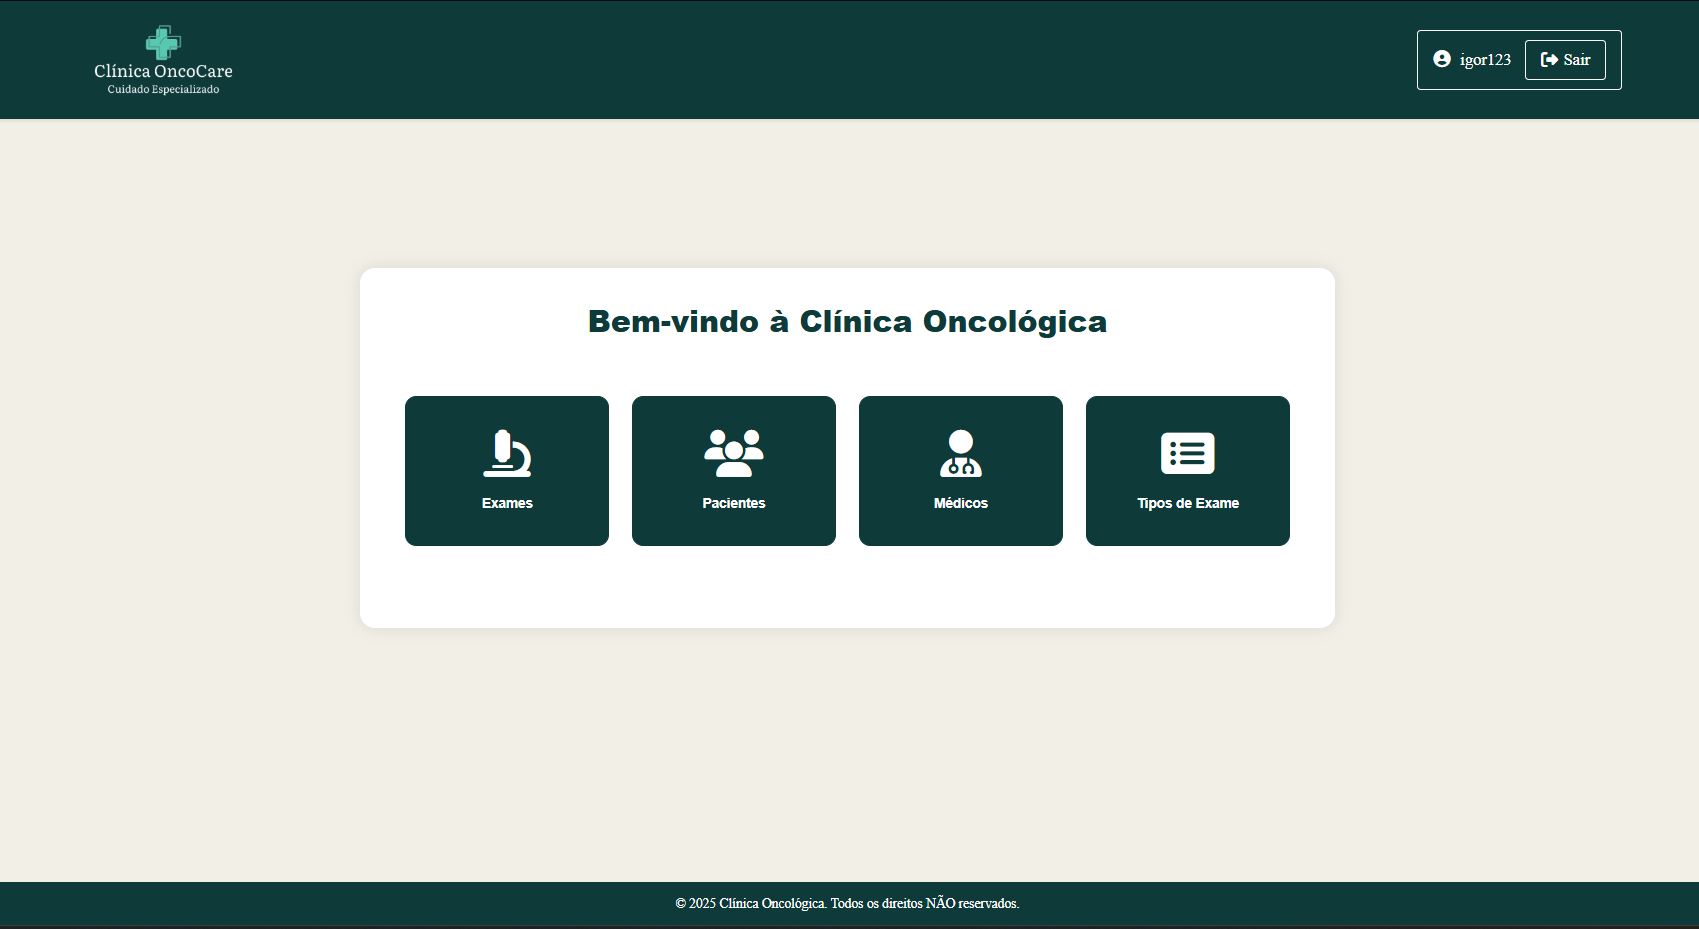 Clínica OncoCare
Cuidado Especializado
igor123
Sair
Bem-vindo à Clínica Oncológica
Exames
Pacientes
Médicos
Tipos de Exame
© 2025 Clínica Oncológica. Todos os direitos NÃO reservados.